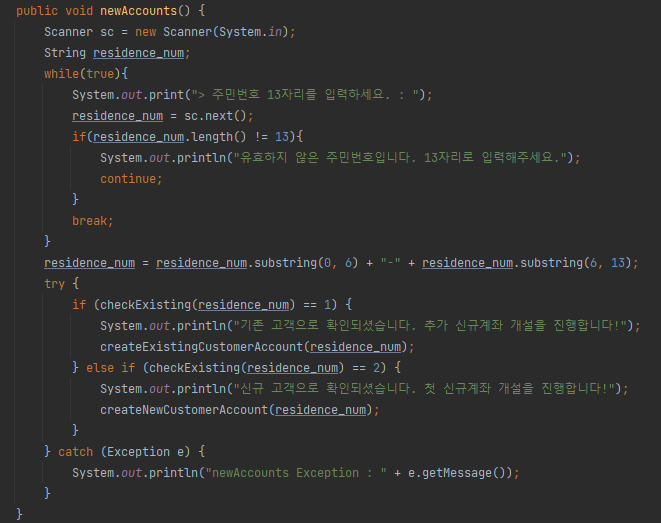 public void newAccounts() {
    Scanner sc = new Scanner(System.in);
    String residence_num;
    while(true){
        System.out.print("> 주민번호 13자리를 입력하세요. : ");
        residence_num = sc.next();
        if(residence_num.length() != 13){
            System.out.println("유효하지 않은 주민번호입니다. 13자리로 입력해주세요.");
            continue;
        }
        break;
    }
    residence_num = residence_num.substring(0, 6) + "-" + residence_num.substring(6, 13);
    try {
        if (checkExisting(residence_num) == 1) {
            System.out.println("기존 고객으로 확인되셨습니다. 추가 신규계좌 개설을 진행합니다!");
            createExistingCustomerAccount(residence_num);
        } else if (checkExisting(residence_num) == 2) {
            System.out.println("신규 고객으로 확인되셨습니다. 첫 신규계좌 개설을 진행합니다!");
            createNewCustomerAccount(residence_num);
        }
    } catch (Exception e) {
        System.out.println("newAccounts Exception : " + e.getMessage());
    }
}